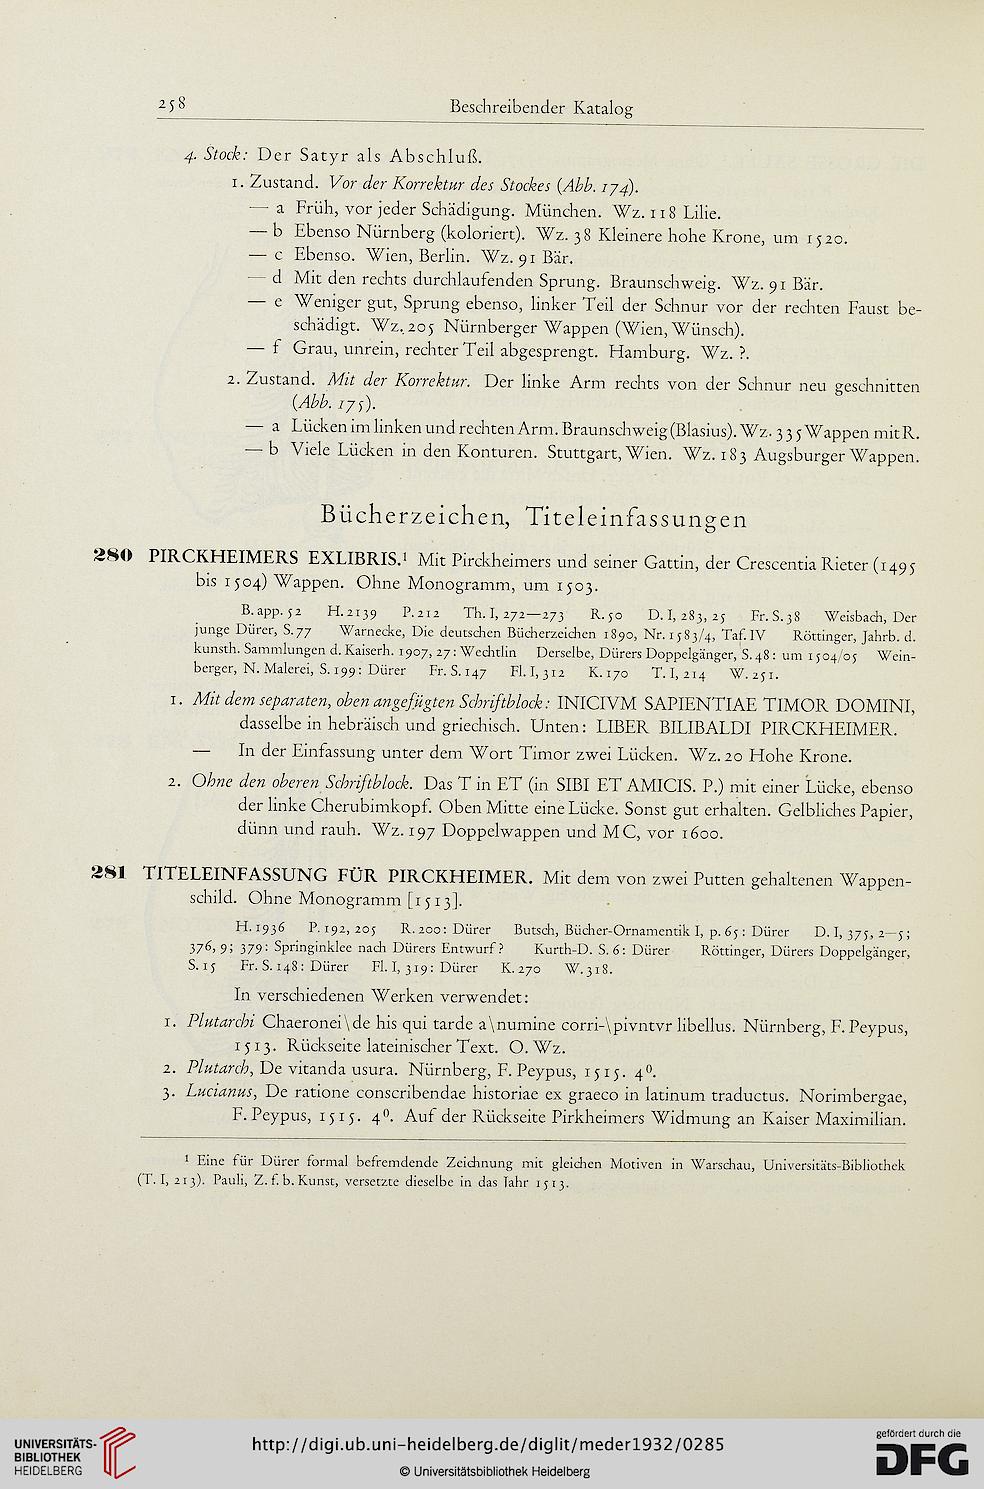 258
Beschreibender Katalog
4. Stock: Der Satyr als Abschluß.
1. Zustand. Vor der Korrektur des Stockes (Abb. 174).
— a Früh, vor jeder Schädigung. München. Wz. 118 Lilie.
— b Ebenso Nürnberg (koloriert). Wz. 38 Kleinere hohe Krone, um 1520.
— c Ebenso. Wien, Berlin. Wz. 91 Bär.
— d Mit den rechts durchlaufenden Sprung. Braunschweig. Wz. 91 Bär.
— e Weniger gut, Sprung ebenso, linker Teil der Schnur vor der rechten Faust be-
schädigt. Wz. 205 Nürnberger Wappen (Wien, Wünsch).
— f Grau, unrein, rechter Teil abgesprengt. Hamburg. Wz. ?.
2. Zustand. Mit der Korrektur. Der linke Arm rechts von der Schnur neu geschnitten
(Abb. 175).
— a Lücken im linken und rechten Arm. Braunschweig (Blasius). Wz. 335 Wappen mit R.
— b Viele Lücken in den Konturen. Stuttgart, Wien. Wz. 183 Augsburger Wappen.
Bücherzeichen, Titeleinfassungen
280 PIRCKHEIMERS EXLIBRIS.¹ Mit Pirckheimers und seiner Gattin, der Crescentia Rieter (1495
bis 1504) Wappen. Ohne Monogramm, um 1503.
B. app. 52 H. 2139 P. 212 Th. I, 272—273 R. 50 D. I, 283, 25 Fr. S. 38 Weisbach, Der
junge Dürer, S. 77 Warnecke, Die deutschen Bücherzeichen 1890, Nr. 1583/4, Taf. IV Röttinger, Jahrb. d.
kunsth. Sammlungen d. Kaiserh. 1907, 27: Wechtlin Derselbe, Dürers Doppelgänger, S. 48: um 1504/05 Wein-
berger, N. Malerei, S. 199: Dürer Fr. S. 147 Fl. I, 312 K. 170 T. I, 214 W. 251.
1. Mit dem separaten, oben angefügten Schriftblock: INICIVM SAPIENTIAE TIMOR DOMINI,
dasselbe in hebräisch und griechisch. Unten: LIBER BILIBALDI PIRCKHEIMER.
— In der Einfassung unter dem Wort Timor zwei Lücken. Wz. 20 Hohe Krone.
2. Ohne den oberen Schriftblock. Das T in ET (in SIBI ET AMICIS. P.) mit einer Lücke, ebenso
der linke Cherubimkopf. Oben Mitte eine Lücke. Sonst gut erhalten. Gelbliches Papier,
dünn und rauh. Wz. 197 Doppelwappen und MC, vor 1600.
281 TITELEINFASSUNG FÜR PIRCKHEIMER. Mit dem von zwei Putten gehaltenen Wappen-
schild. Ohne Monogramm [1513].
H. 1936 P. 192, 205 R. 200: Dürer Butsch, Bücher-Ornamentik I, p. 65: Dürer D. I, 375, 2—5;
376, 9; 379: Springinklee nach Dürers Entwurf? Kurth-D. S. 6: Dürer Röttinger, Dürers Doppelgänger,
S. 15 Fr. S. 148: Dürer Fl. I, 319: Dürer K. 270 W. 318.
In verschiedenen Werken verwendet:
1. Plutarchi Chaeronei\de his qui tarde a\numine corri-\pivntvr libellus. Nürnberg, F. Peypus,
1513. Rückseite lateinischer Text. O. Wz.
2. Plutarch, De vitanda usura. Nürnberg, F. Peypus, 1515. 4⁰.
3. Lucianus, De ratione conscribendae historiae ex graeco in latinum traductus. Norimbergae,
F. Peypus, 1515. 4⁰. Auf der Rückseite Pirkheimers Widmung an Kaiser Maximilian.
¹ Eine für Dürer formal befremdende Zeichnung mit gleichen Motiven in Warschau, Universitäts-Bibliothek
(T. I, 213). Pauli, Z. f. b. Kunst, versetzte dieselbe in das Jahr 1513.
UNIVERSITÄTS-
BIBLIOTHEK
HEIDELBERG
http://digi.ub.uni-heidelberg.de/diglit/meder1932/0285
© Universitätsbibliothek Heidelberg
gefördert durch die
DFG